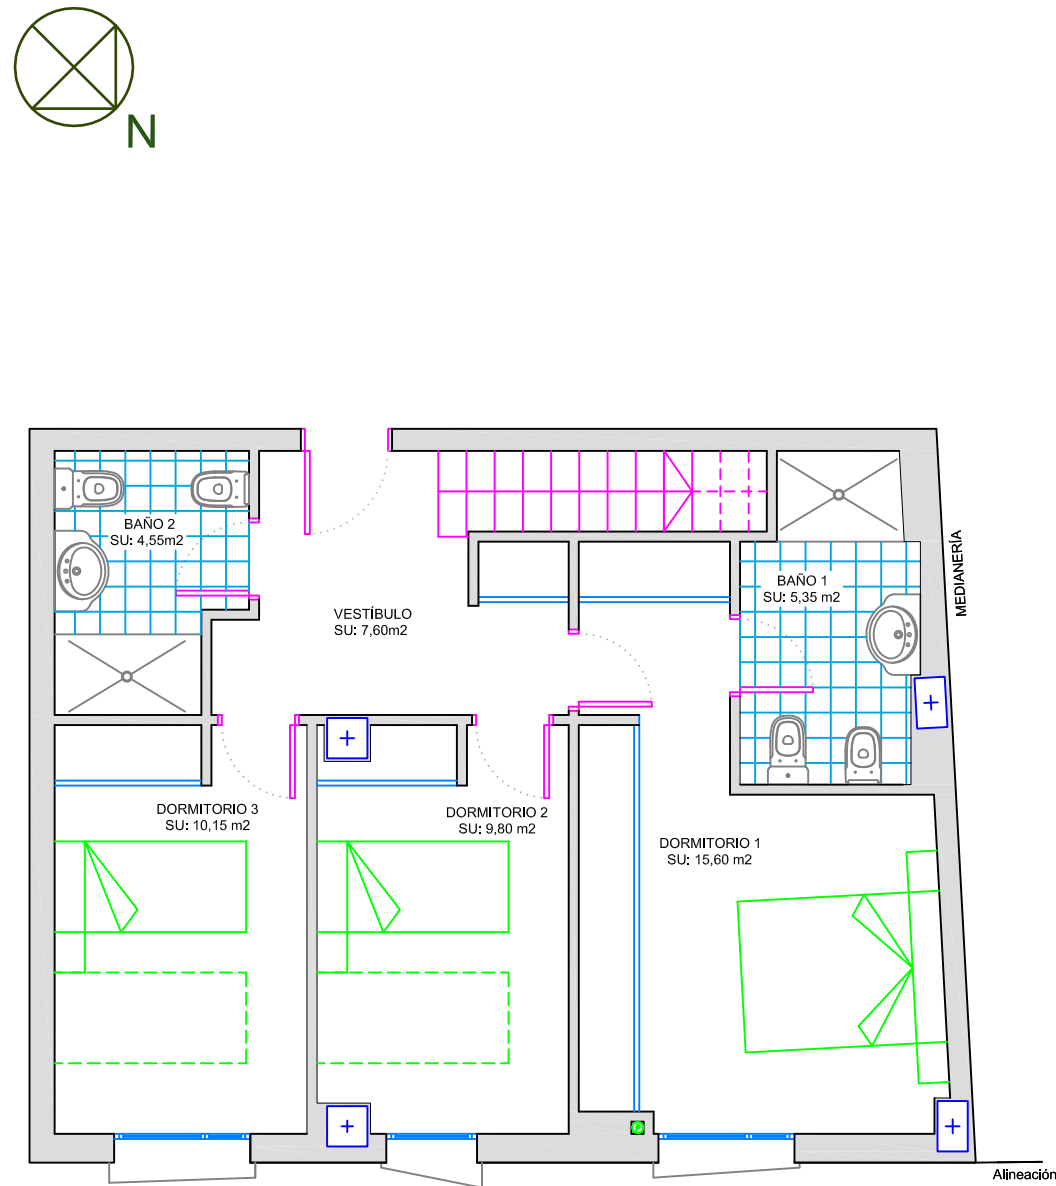 N
BAÑO 2
SU: 4,55m2
MEDIANERÍA
BAÑO 1
SU: 5,35 m2
VESTÍBULO
SU: 7,60m2
DORMITORIO 3
SU: 10,15 m2
DORMITORIO 2
SU: 9,80 m2
DORMITORIO 1
SU: 15,60 m2
Alineación